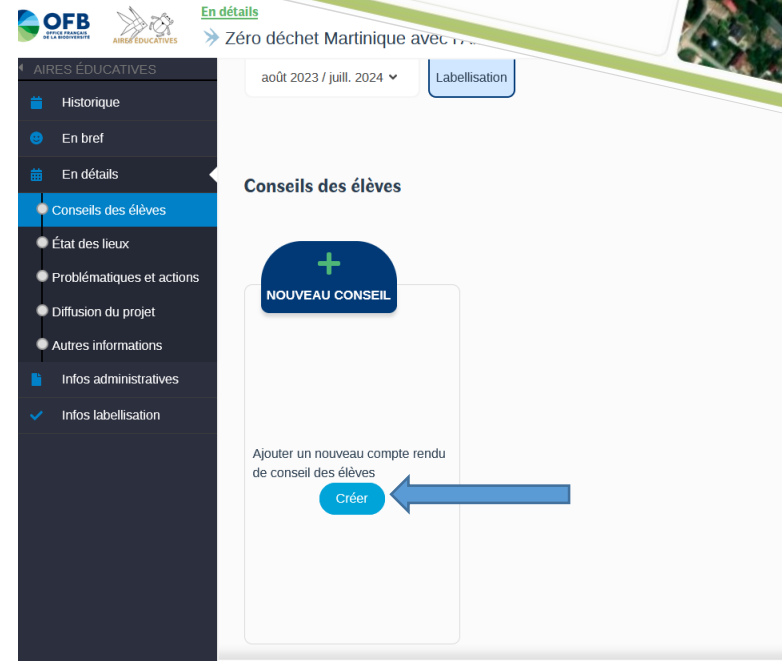 OFB
OFFICE FRANÇAIS
DE LA BIODIVERSITÉ
AIRES ÉDUCATIVES
En détails
Zéro déchet Martinique avec l'A
AIRES ÉDUCATIVES
Historique
En bref
En détails
Conseils des élèves
État des lieux
Problématiques et actions
Diffusion du projet
Autres informations
Infos administratives
Infos labellisation
août 2023 / juill. 2024
Labellisation
Conseils des élèves
NOUVEAU CONSEIL
Ajouter un nouveau compte rendu
de conseil des élèves
Créer